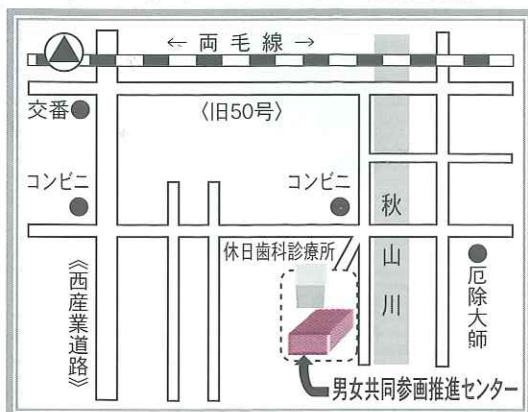 ← 両毛線 →
交番
〈旧50号〉
コンビニ
コンビニ
秋山川
休日歯科診療所
《西産業道路》
厄除大師
男女共同参画推進センター